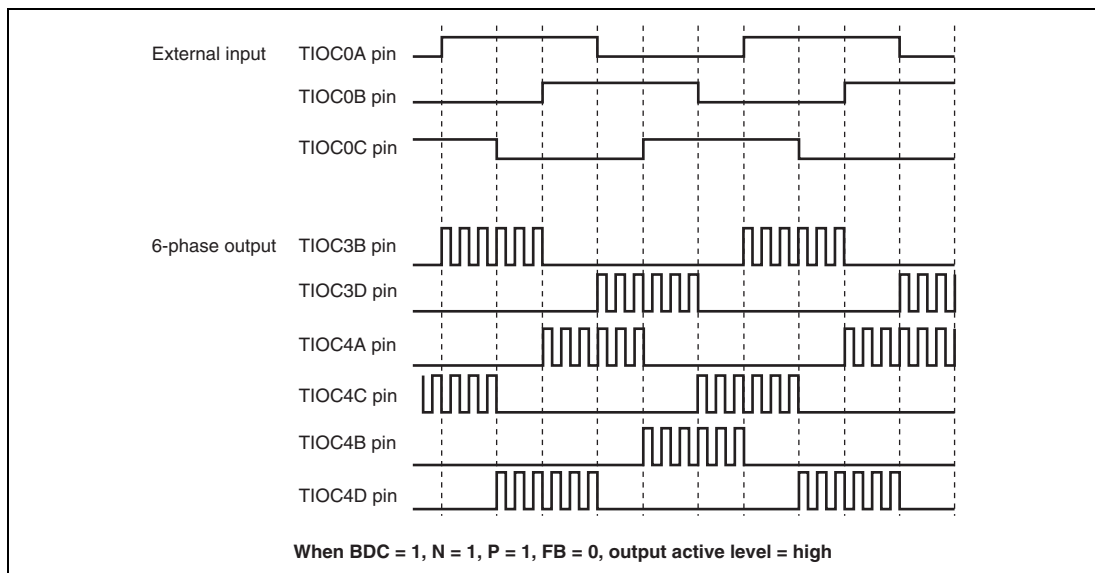 External input TIOC0A pin
TIOC0B pin
TIOC0C pin
6-phase output TIOC3B pin
TIOC3D pin
TIOC4A pin
TIOC4C pin
TIOC4B pin
TIOC4D pin
When BDC = 1, N = 1, P = 1, FB = 0, output active level = high